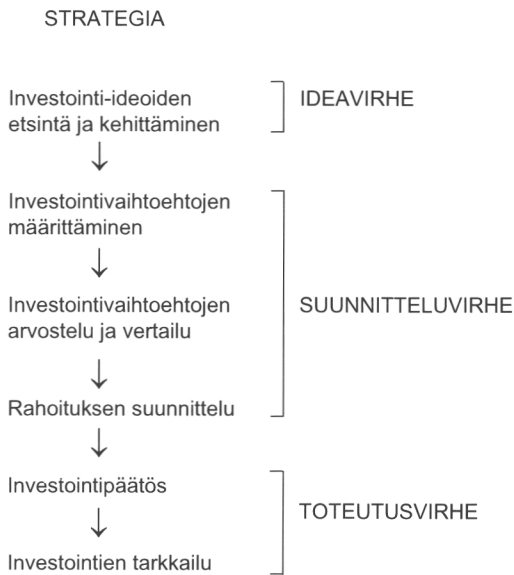 STRATEGIA
Investointi-ideoiden
etsintä ja kehittäminen
IDEAVIRHE
Investointivaihtoehtojen
määrittäminen
Investointivaihtoehtojen
arvostelu ja vertailu
SUUNNITTELUVIRHE
Rahoituksen suunnittelu
Investointipäätös
TOTEUTUSVIRHE
Investointien tarkkailu